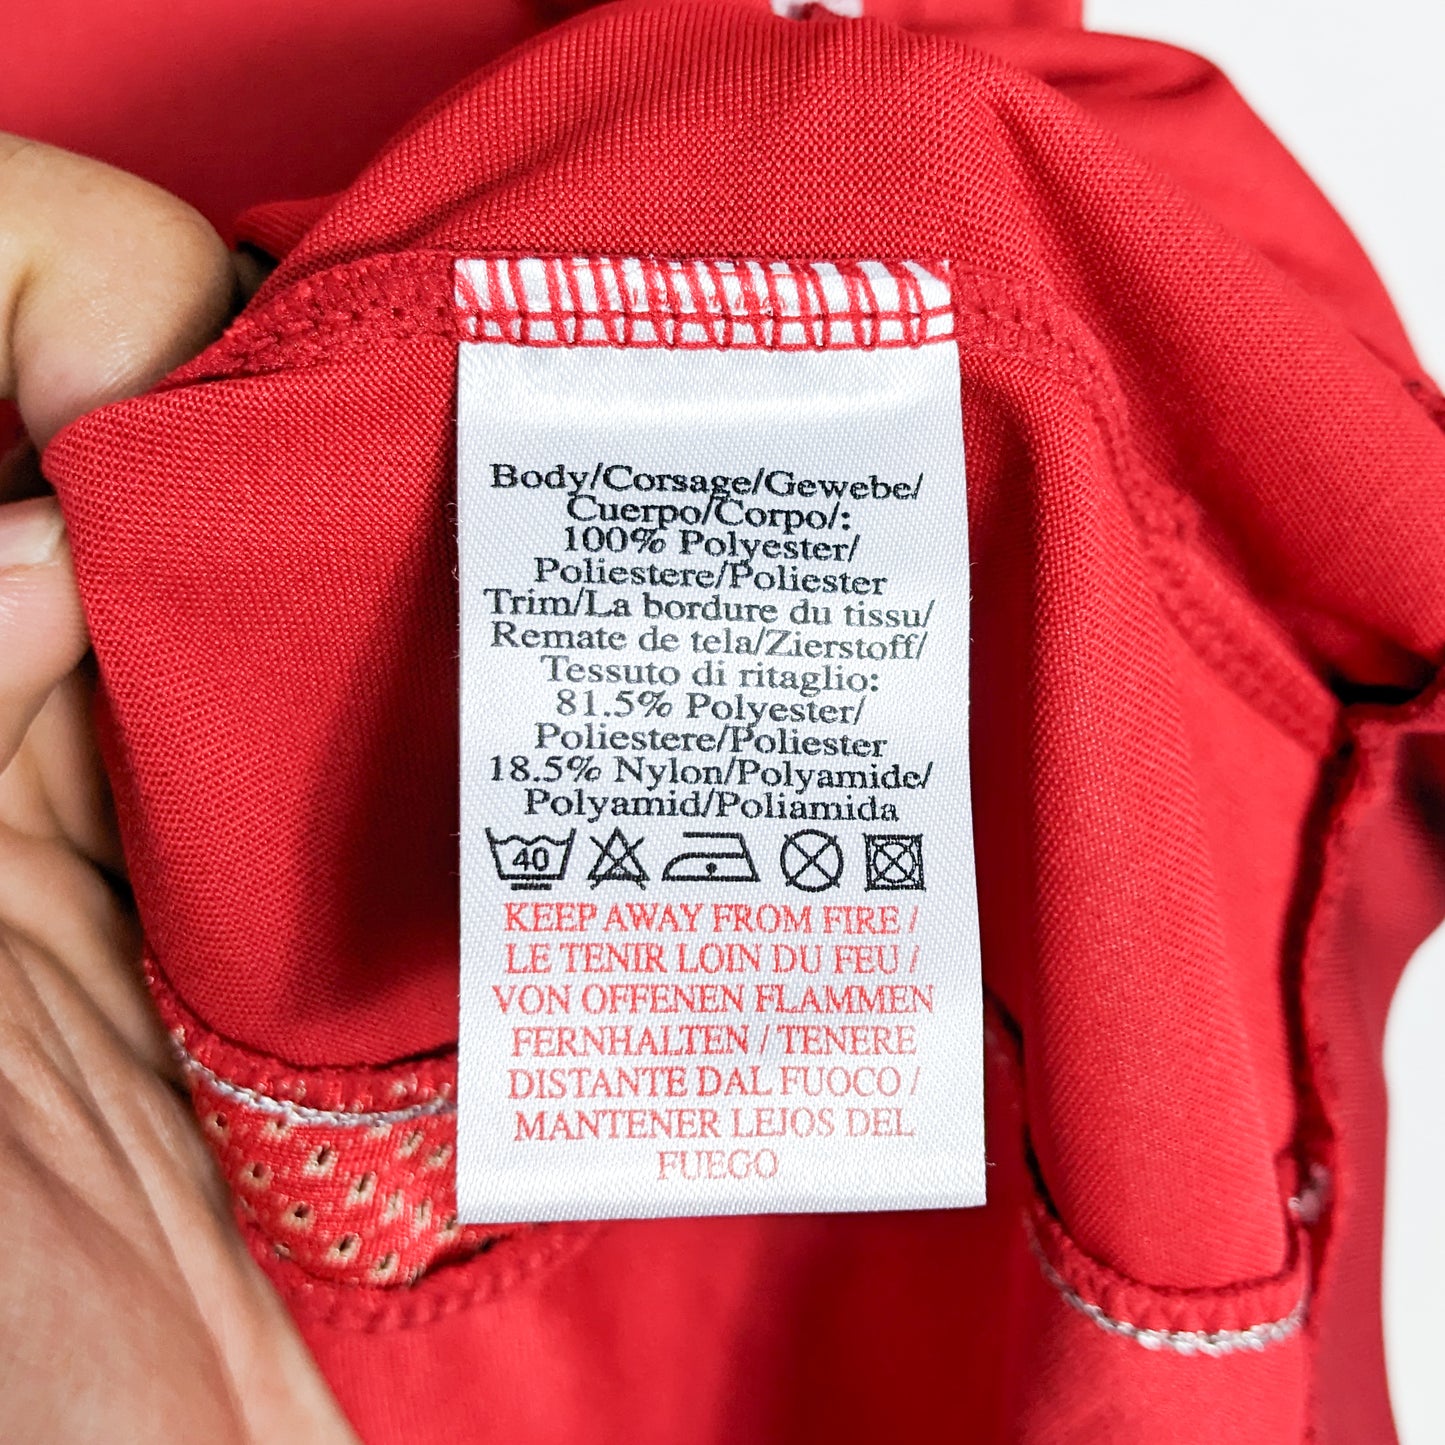 Body/Corsage/Gewebe/
Cuerpo/Corpo/:
100% Polyester/
Poliestere/Poliester
Trim/La bordure du tissu/
Remate de tela/Zierstoff/
Tessuto di ritaglio:
81.5% Polyester/
Poliestere/Poliester
18.5% Nylon/Polyamide/
Polyamid/Poliamida
40
KEEP AWAY FROM FIRE /
LE TENIR LOIN DU FEU /
VON OFFENEN FLAMMEN
FERNHALTEN / TENERE
DISTANTE DAL FUOCO /
MANTENER LEJOS DEL
FUEGO